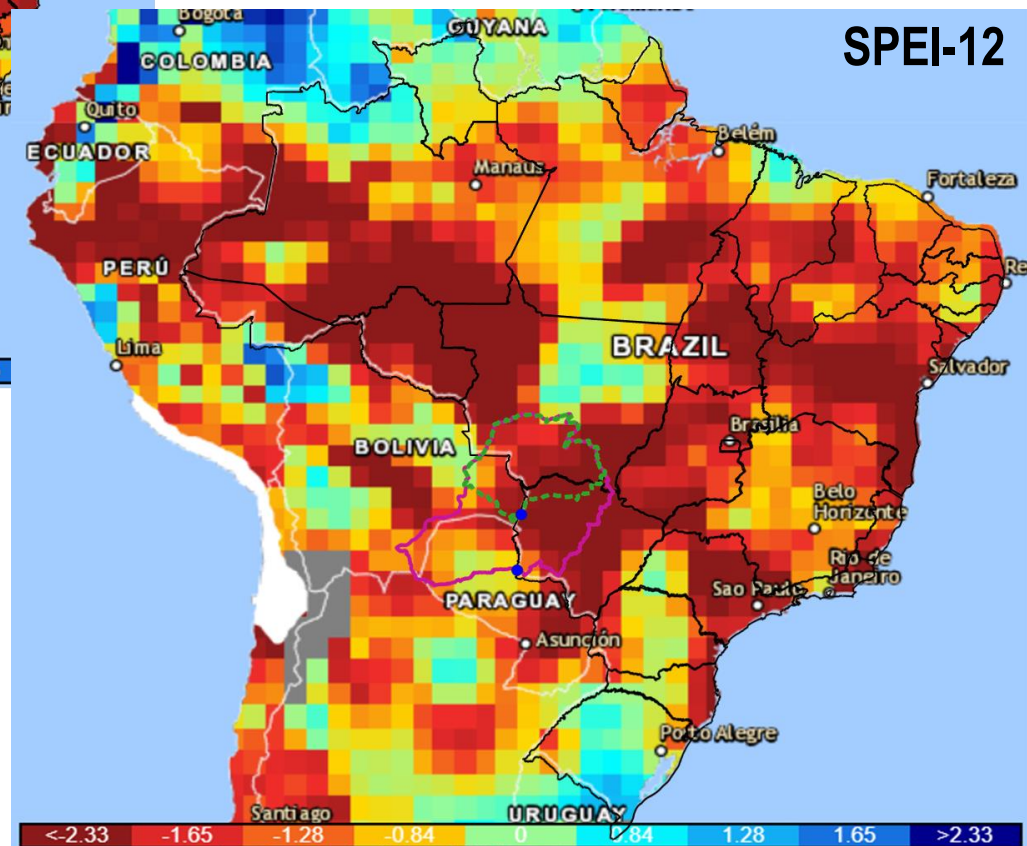 Bogota
GUYANA
SPEI-12
COLOMBIA
Quito
ECUADOR
Belém
Manaus
Fortaleza
PERÚ
Re
Lima
BRAZIL
Salvador
Brasilia
BOLIVIA
Belo
Horizonte
Rio de
Janeiro
Sao Paulo
PARAGUAY
Asunción
Porto Alegre
Santiago
URUGUAY
<-2.33 -1.65 -1.28 -0.84 0 0.84 1.28 1.65 >2.33